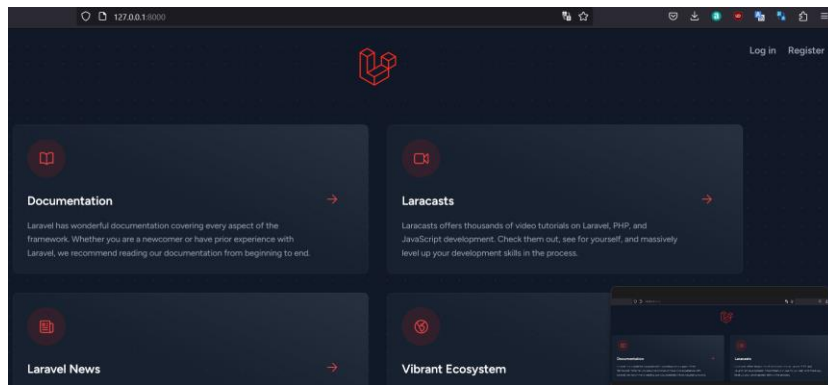 127.0.0.1:8000
Log in Register
Documentation
Laravel has wonderful documentation covering every aspect of the
framework. Whether you are a newcomer or have prior experience with
Laravel, we recommend reading our documentation from beginning to end.
Laracasts
Laracasts offers thousands of video tutorials on Laravel, PHP, and
JavaScript development. Check them out, see for yourself, and massively
level up your development skills in the process.
Laravel News
Vibrant Ecosystem
Documentation
Laracasts